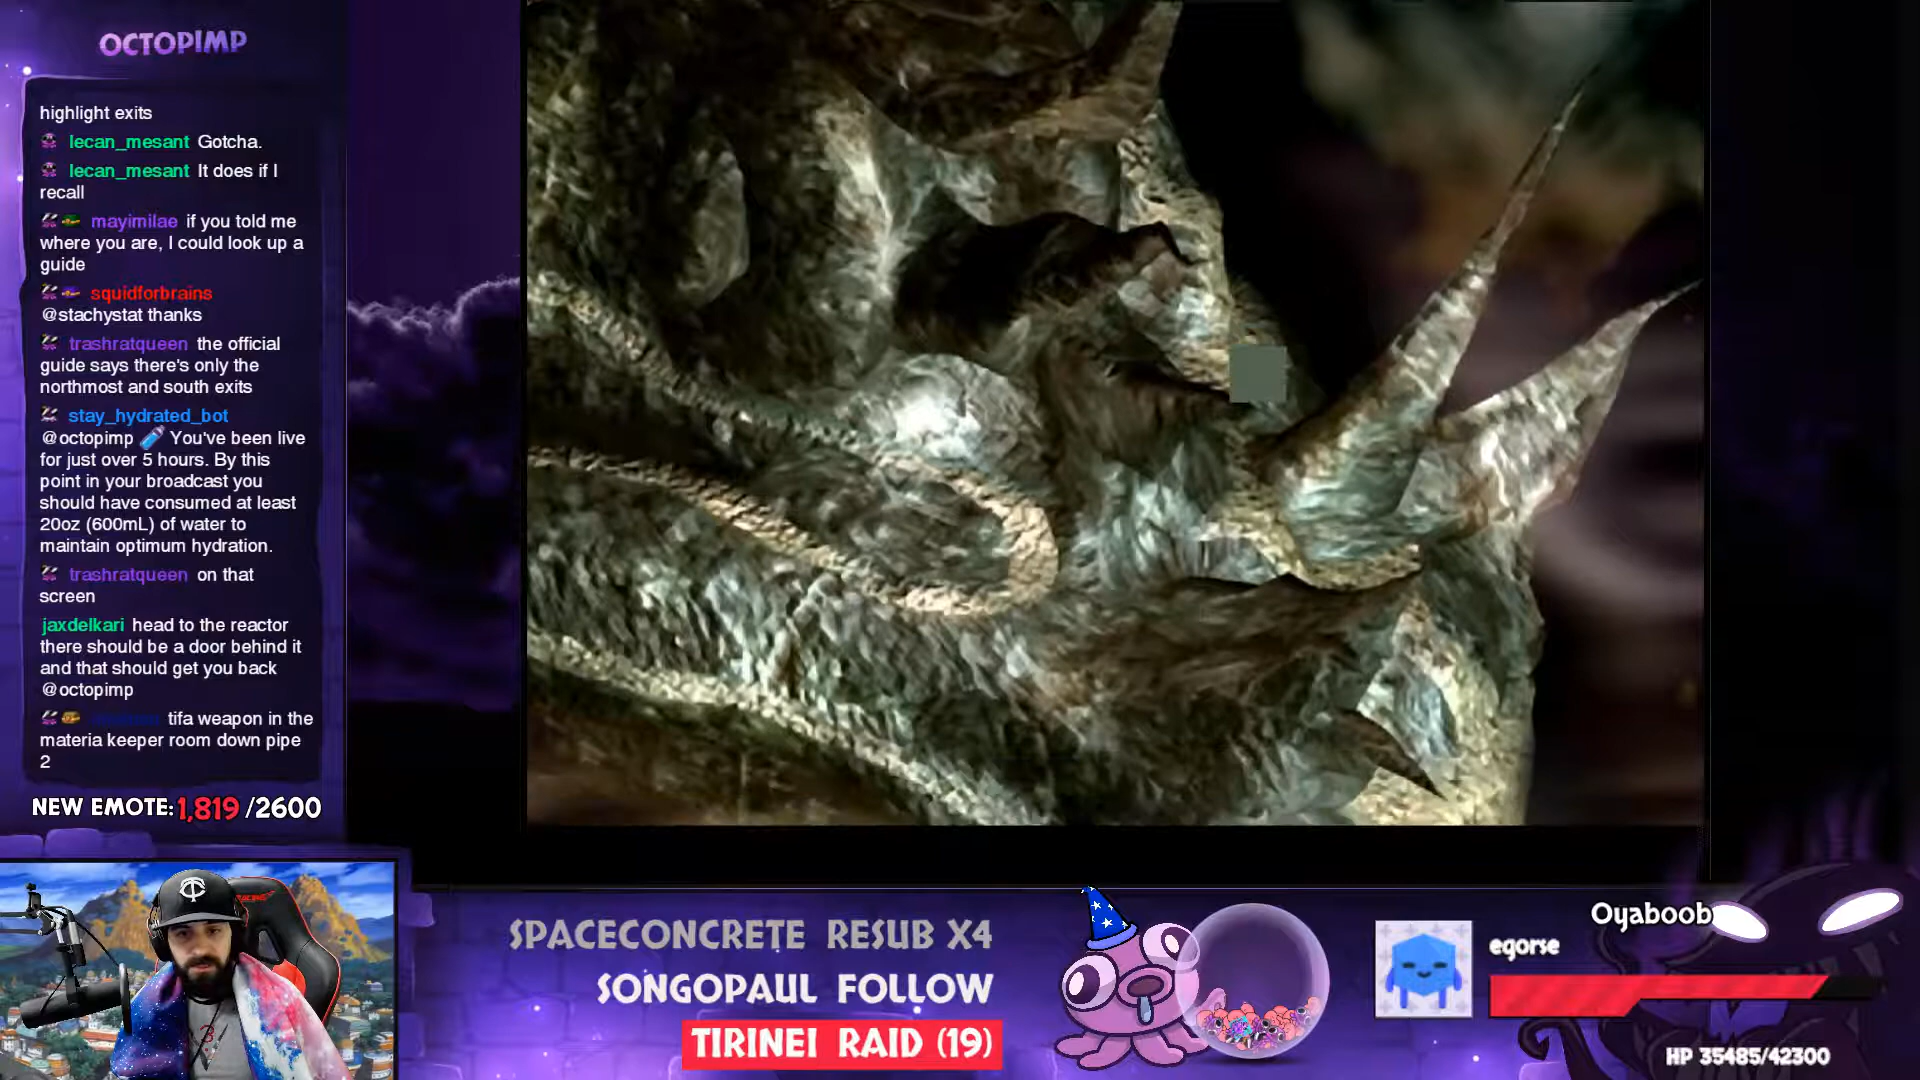 OCTOPIMP
highlight exits
lecan_mesant Gotcha.
lecan_mesant It does if I
recall
mayimilae if you told me
where you are, I could look up a
guide
squidforbrains
@stachystat thanks
trashratqueen the official
guide says there's only the
northmost and south exits
stay_hydrated_bot
@octopimp You've been live
for just over 5 hours. By this
point in your broadcast you
should have consumed at least
20oz (600mL) of water to
maintain optimum hydration.
trashratqueen on that
screen
jaxdelkari head to the reactor
there should be a door behind it
and that should get you back
@octopimp
tifa weapon in the
materia keeper room down pipe
2
NEW EMOTE: 1,819 /2600
SPACECONCRETE RESUB X4
SONGOPAUL FOLLOW
TIRINEI RAID (19)
Oyaboob
egorse
HP 35485/42300